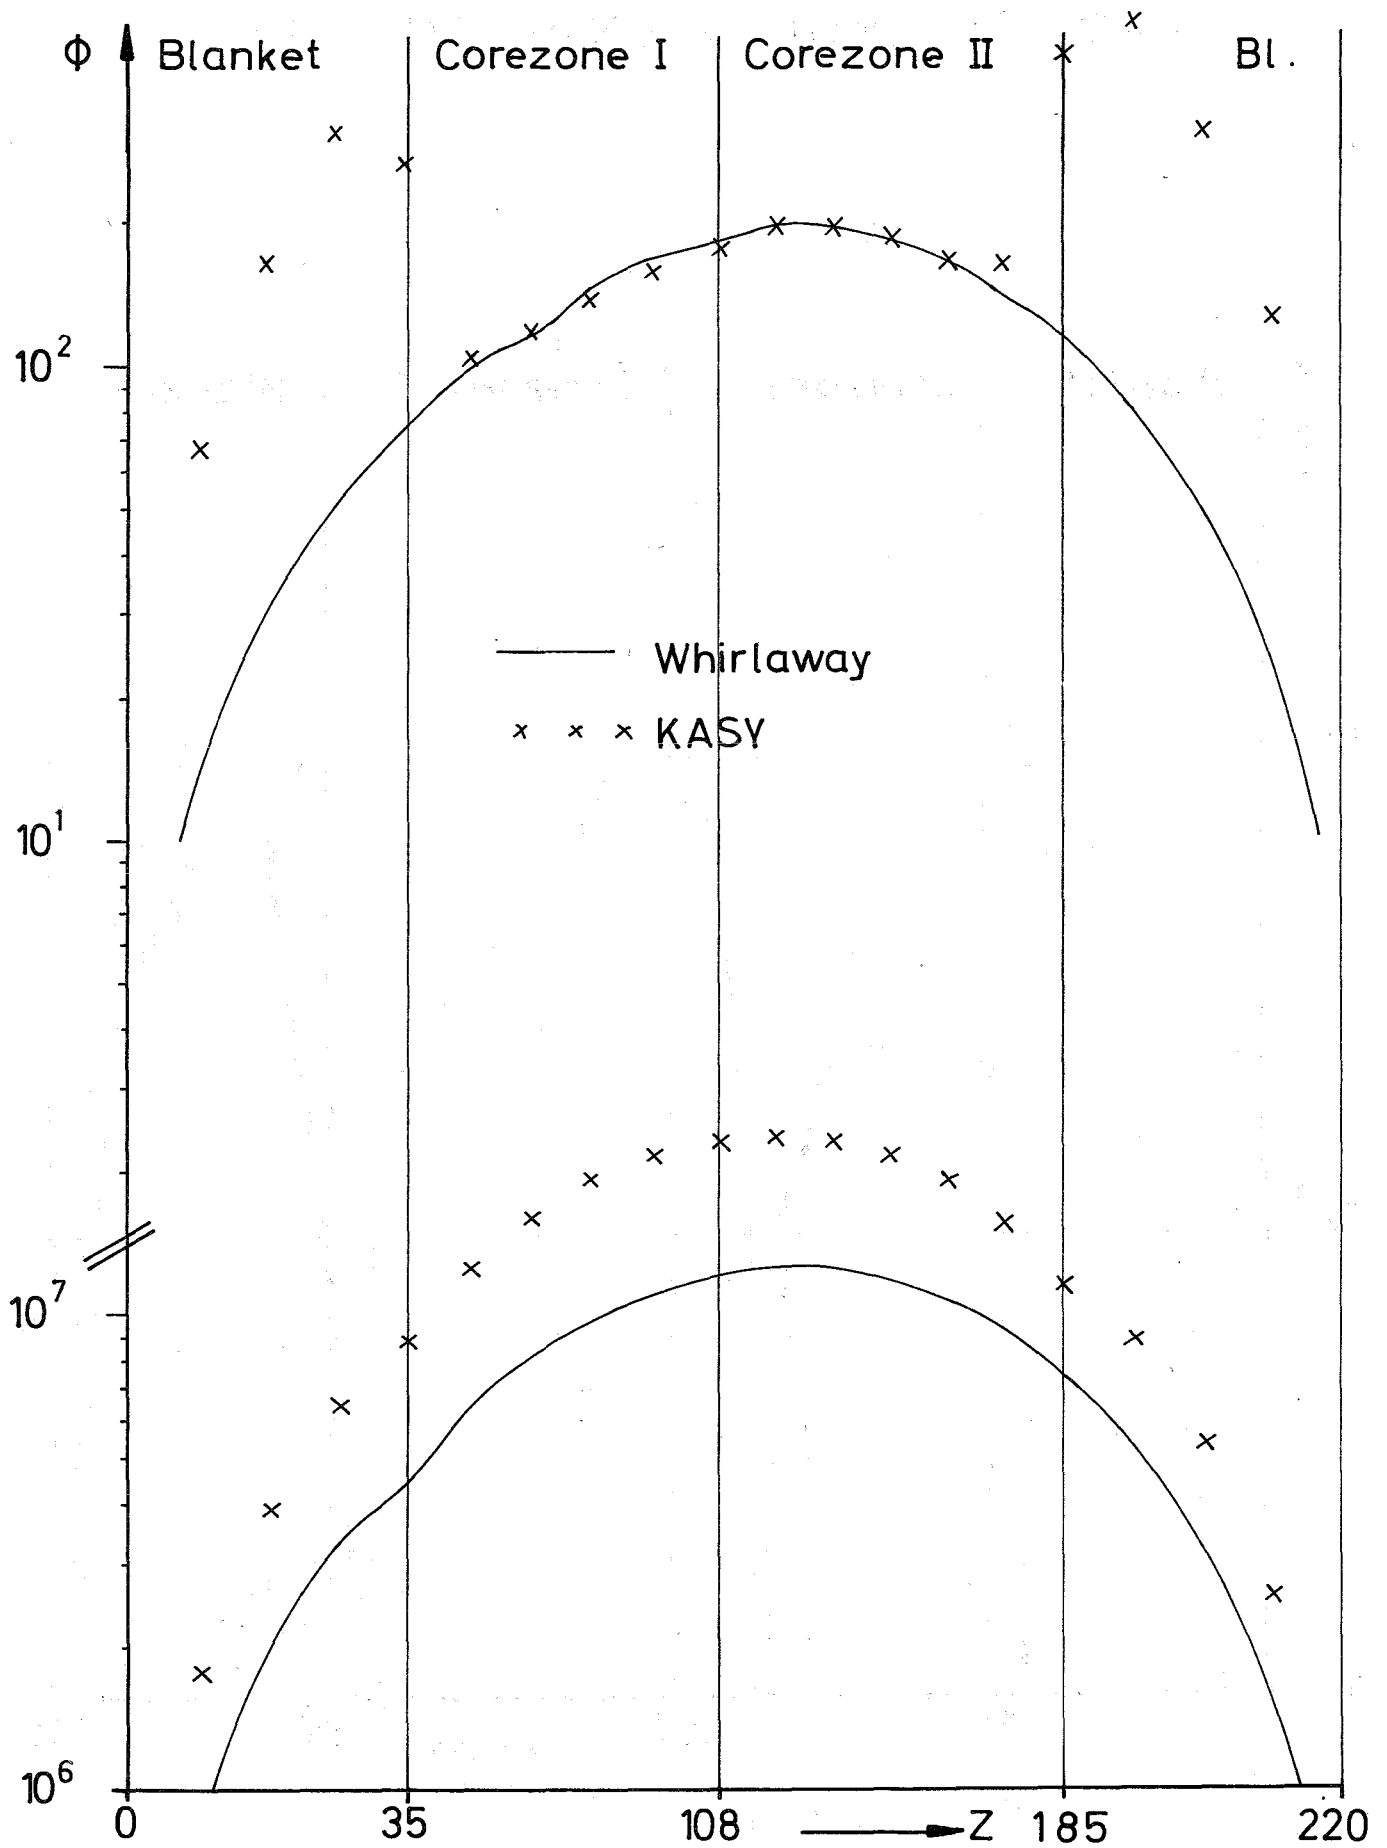 Φ Blanket Corezone I Corezone II Bl.
10²
10¹
Whirlaway
x x x KASY
10⁷
10⁶
0 35 108 Z 185 220